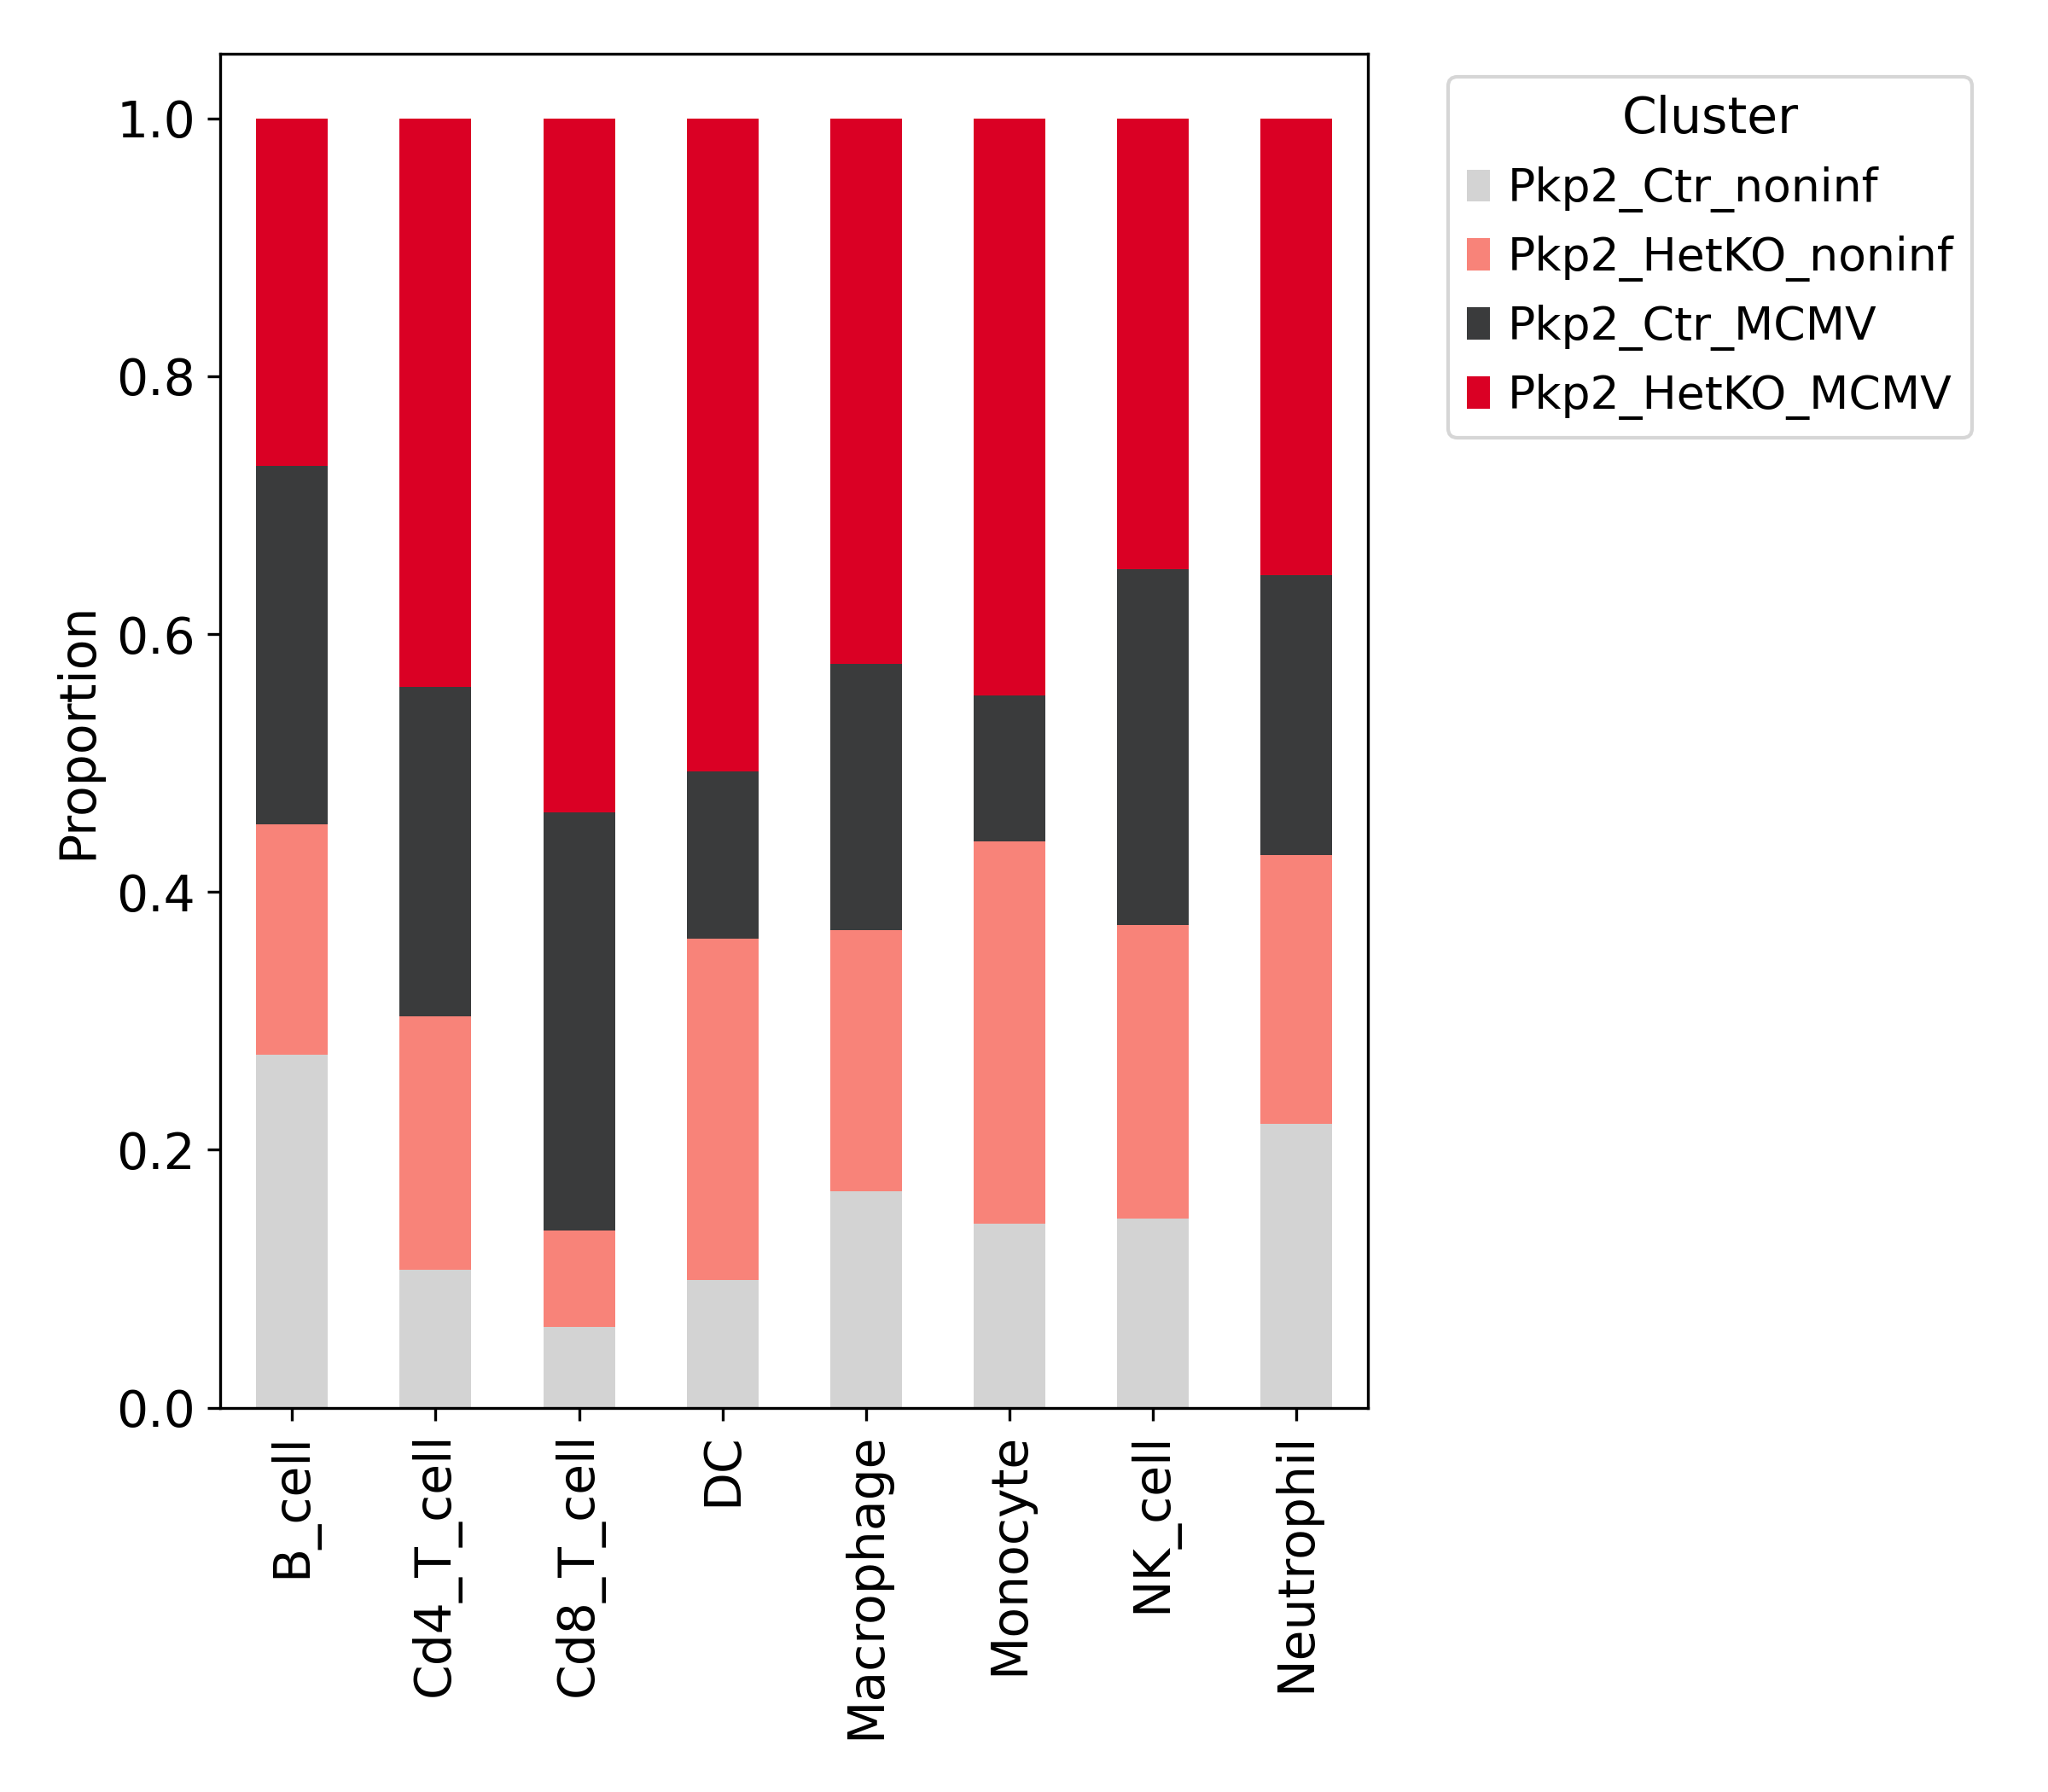 Proportion
1.0
0.8
0.6
0.4
0.2
0.0
B_cell
Cd4_T_cell
Cd8_T_cell
DC
Macrophage
Monocyte
NK_cell
Neutrophil
Cluster
Pkp2_Ctr_noninf
Pkp2_HetKO_noninf
Pkp2_Ctr_MCMV
Pkp2_HetKO_MCMV